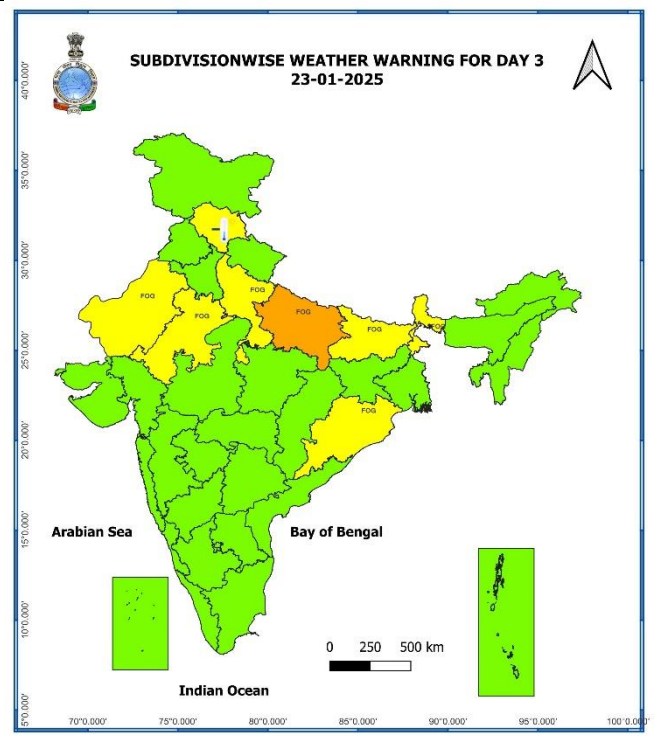 SUBDIVISIONWISE WEATHER WARNING FOR DAY 3
23-01-2025
40°0.000'
35°0.000'
30°0.000'
25°0.000'
20°0.000'
15°0.000'
10°0.000'
5°0.000'
FOG
FOG
FOG
FOG
FOG
FOG
FOG
Arabian Sea
Bay of Bengal
0 250 500 km
Indian Ocean
70°0.000' 75°0.000' 80°0.000' 85°0.000' 90°0.000' 95°0.000' 100°0.000'